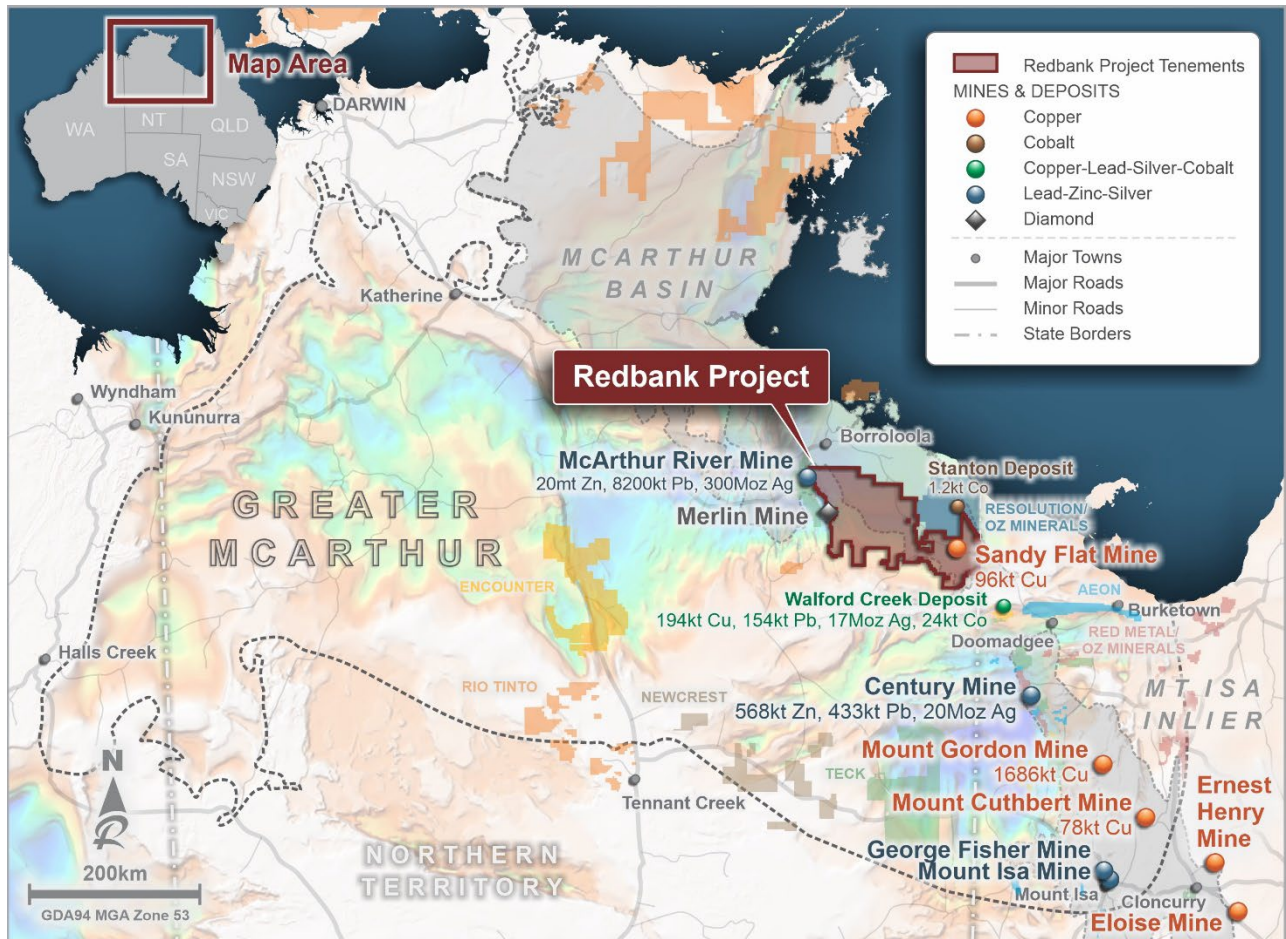 Map Area
DARWIN
WA
NT
QLD
SA
NSW
VIC
Redbank Project Tenements
MINES & DEPOSITS
Copper
Cobalt
Copper-Lead-Silver-Cobalt
Lead-Zinc-Silver
Diamond
Major Towns
Major Roads
Minor Roads
State Borders
MCARTHUR
BASIN
Katherine
Wyndham
Kununurra
Redbank Project
Borroloola
McArthur River Mine
20mt Zn, 8200kt Pb, 300Moz Ag
Merlin Mine
Stanton Deposit
1.2kt Co
RESOLUTION/
OZ MINERALS
Sandy Flat Mine
96kt Cu
GREATER
MCARTHUR
ENCOUNTER
Walford Creek Deposit
194kt Cu, 154kt Pb, 17Moz Ag, 24kt Co
AEON
Burketown
Doomadgee
RED METAL/
OZ MINERALS
Halls Creek
RIO TINTO
NEWCREST
Century Mine
568kt Zn, 433kt Pb, 20Moz Ag
MT ISA
INLIER
Mount Gordon Mine
1686kt Cu
TECK
Tennant Creek
Mount Cuthbert Mine
78kt Cu
Ernest
Henry
Mine
George Fisher Mine
Mount Isa Mine
Mount Isa
Cloncurry
Eloise Mine
NORTHERN
TERRITORY
N
200km
GDA94 MGA Zone 53